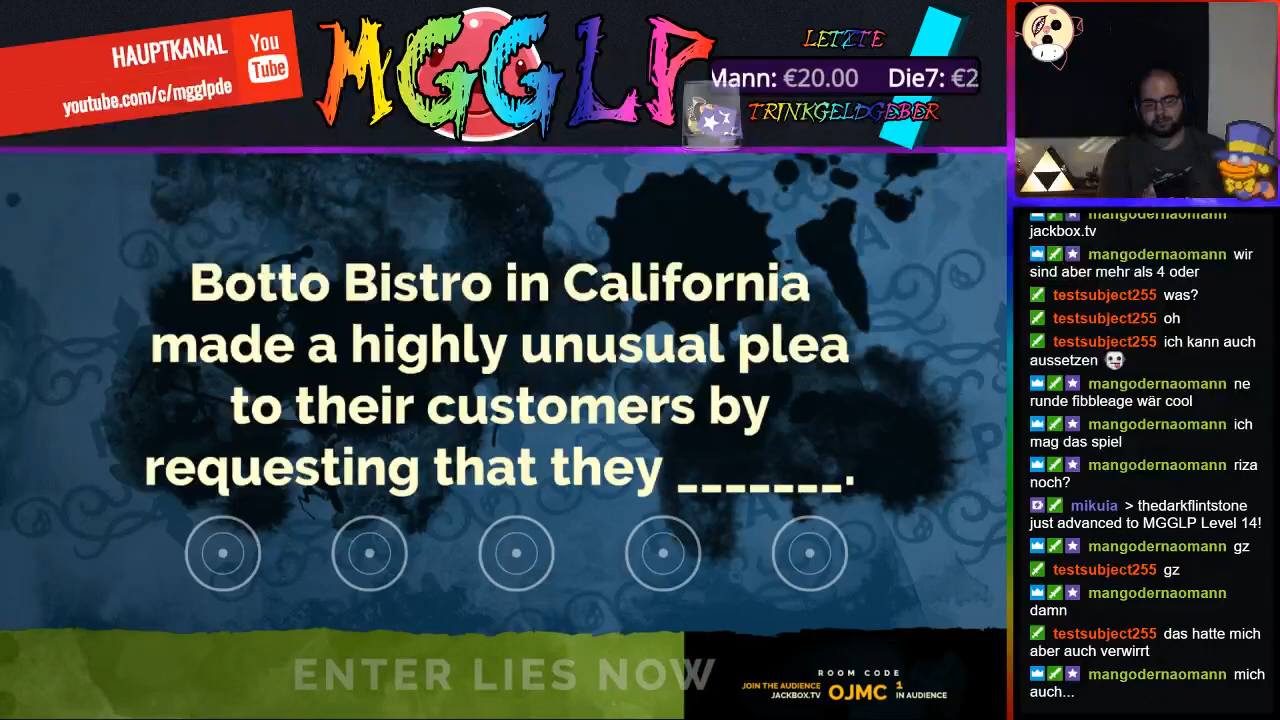 HAUPTKANAL
You
Tube
youtube.com/c/mgglpde
MGGLP
LETZTE
Mann: €20.00 Die7: €2
TRINKGELDGEBER
Botto Bistro in California
made a highly unusual plea
to their customers by
requesting that they _______.
ENTER LIES NOW
ROOM CODE
JOIN THE AUDIENCE
JACKBOX.TV
OJMC
1
IN AUDIENCE
mangodernaomann
jackbox.tv
mangodernaomann wir
sind aber mehr als 4 oder
testsubject255 was?
testsubject255 oh
testsubject255 ich kann auch
aussetzen
mangodernaomann ne
runde fibbleage wär cool
mangodernaomann ich
mag das spiel
mangodernaomann riza
noch?
mikuia > thedarkflintstone
just advanced to MGGLP Level 14!
mangodernaomann gz
testsubject255 gz
mangodernaomann
damn
testsubject255 das hatte mich
aber auch verwirrt
mangodernaomann mich
auch...